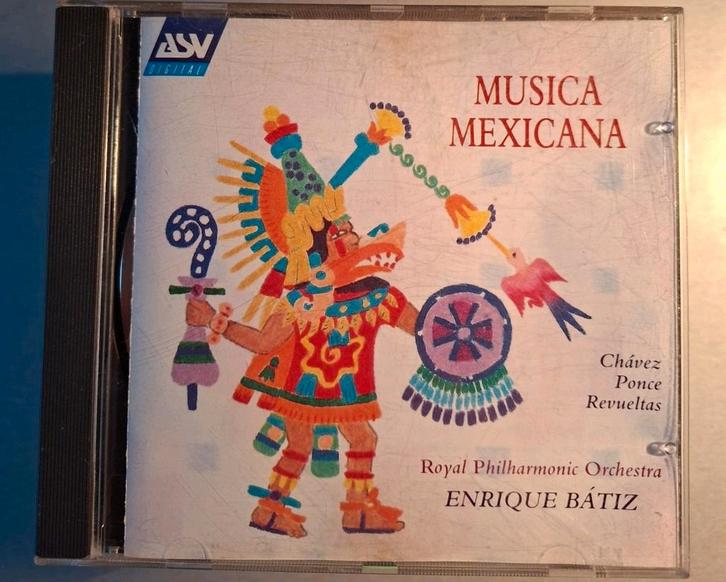 ASV
DIGITAL
MUSICA
MEXICANA
Chávez
Ponce
Revueltas
Royal Philharmonic Orchestra
ENRIQUE BÁTIZ